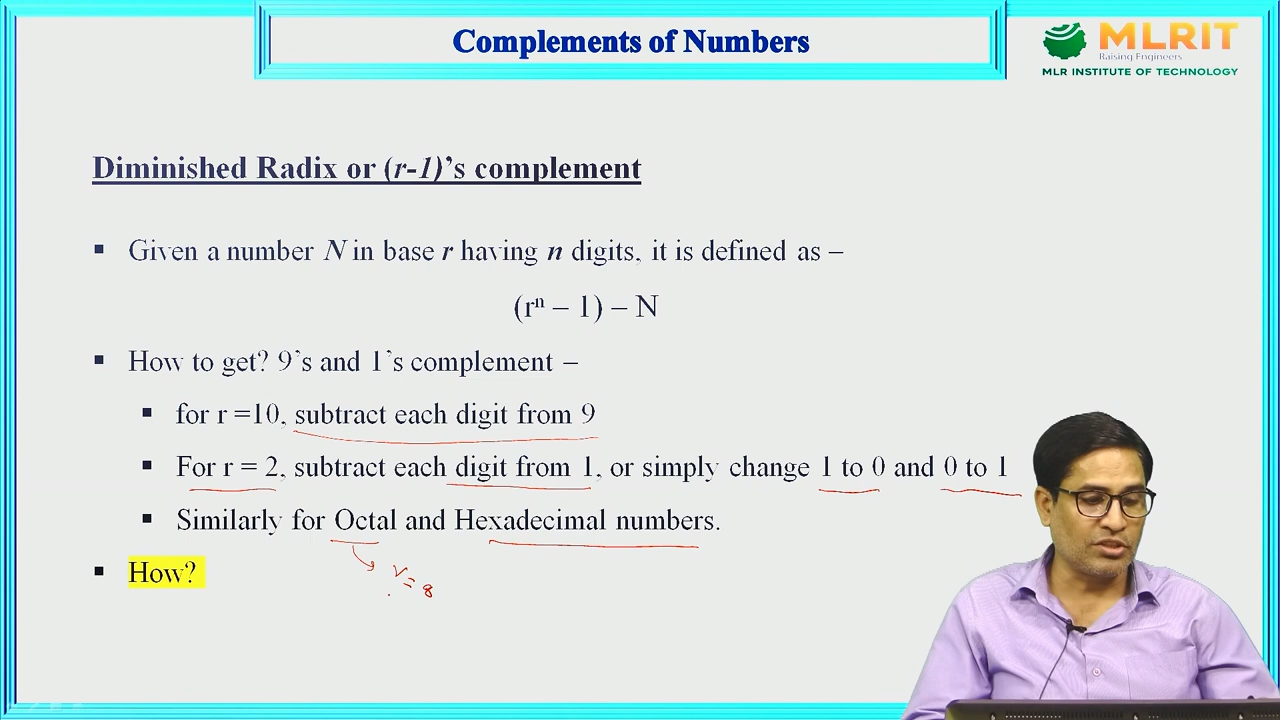 Complements of Numbers
MLRIT
Raising Engineers
MLR INSTITUTE OF TECHNOLOGY
Diminished Radix or (r-1)'s complement
▪ Given a number N in base r having n digits, it is defined as –
(rⁿ – 1) – N
▪ How to get? 9's and 1's complement –
▪ for r =10, subtract each digit from 9
▪ For r = 2, subtract each digit from 1, or simply change 1 to 0 and 0 to 1
▪ Similarly for Octal and Hexadecimal numbers.
▪ How?
r = 8